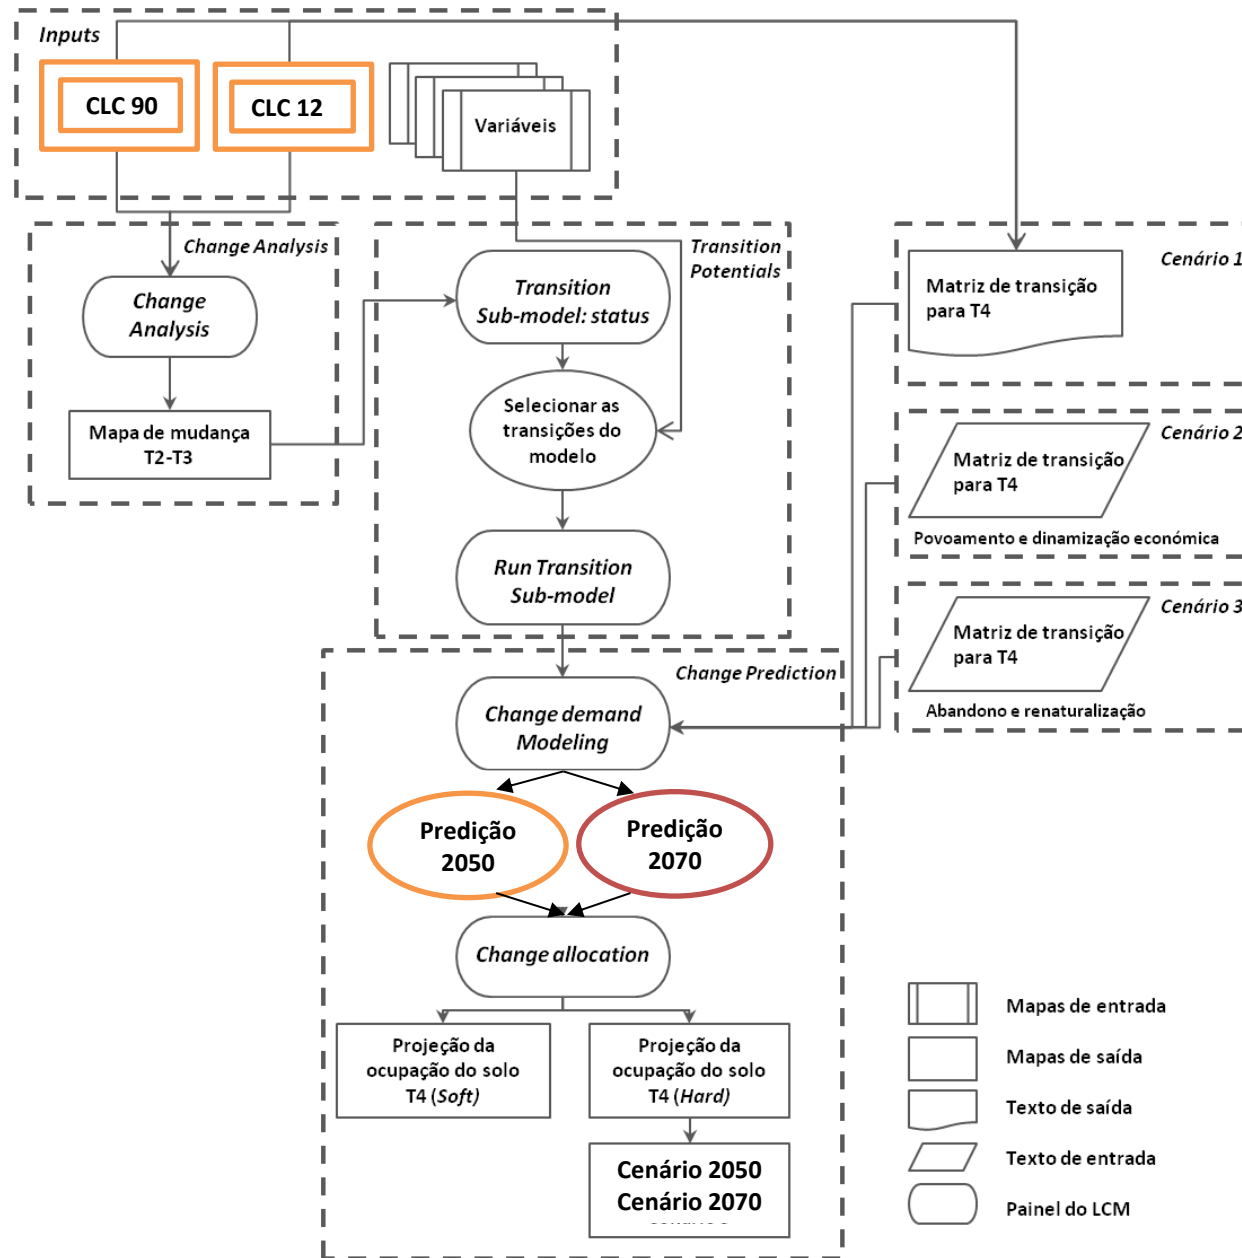 Inputs
CLC 90
CLC 12
Variáveis
Change Analysis
Change
Analysis
Mapa de mudança
T2-T3
Transition
Potentials
Transition
Sub-model: status
Selecionar as
transições do
modelo
Run Transition
Sub-model
Cenário 1
Matriz de transição
para T4
Cenário 2
Matriz de transição
para T4
Povoamento e dinamização económica
Cenário 3
Matriz de transição
para T4
Abandono e renaturalização
Change Prediction
Change demand
Modeling
Predição
2050
Predição
2070
Change allocation
Projeção da
ocupação do solo
T4 (Soft)
Projeção da
ocupação do solo
T4 (Hard)
Cenário 2050
Cenário 2070
Mapas de entrada
Mapas de saída
Texto de saída
Texto de entrada
Painel do LCM